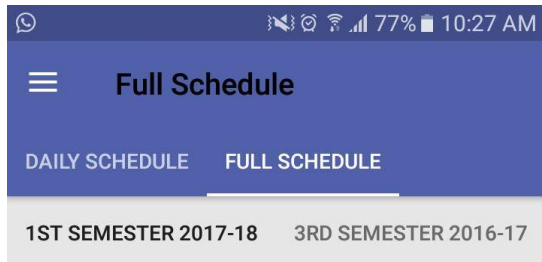 77% 10:27 AM
Full Schedule
DAILY SCHEDULE FULL SCHEDULE
1ST SEMESTER 2017-18 3RD SEMESTER 2016-17